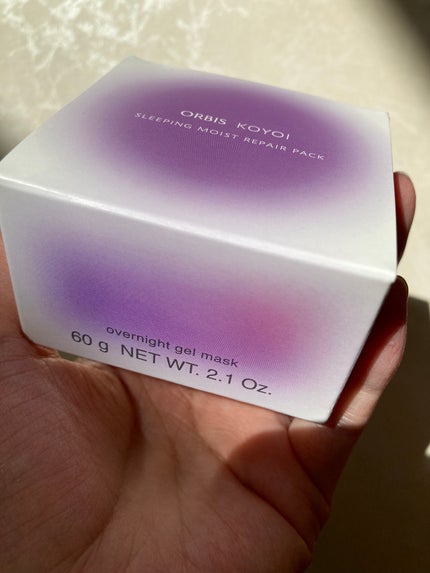 ORBIS KOYOI
SLEEPING MOIST REPAIR PACK
overnight gel mask
60 g NET WT. 2.1 Oz.